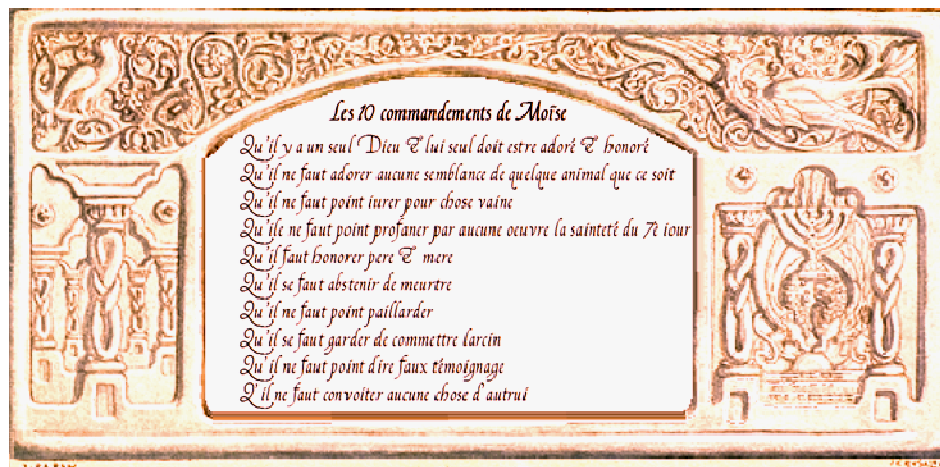 Les 10 commandements de Moïse
Qu'il y a un seul Dieu & lui seul doit estre adoré & honoré
Qu'il ne faut adorer aucune semblance de quelque animal que ce soit
Qu'il ne faut point iurer pour chose vaine
Qu'ile ne faut point profaner par aucune oeuvre la sainteté du 7è iour
Qu'il faut honorer pere & mere
Qu'il se faut abstenir de meurtre
Qu'il ne faut point paillarder
Qu'il se faut garder de commettre larcin
Qu'il ne faut point dire faux témoignage
Q'il ne faut convoiter aucune chose d'autrui